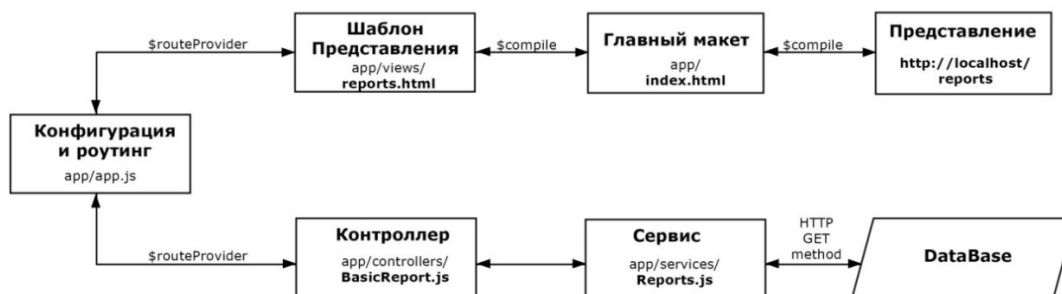 $routeProvider
Шаблон
Представления
app/views/
reports.html
$compile
Главный макет
app/
index.html
$compile
Представление
http://localhost/
reports
Конфигурация
и роутинг
app/app.js
$routeProvider
Контроллер
app/controllers/
BasicReport.js
Сервис
app/services/
Reports.js
HTTP
GET
method
DataBase